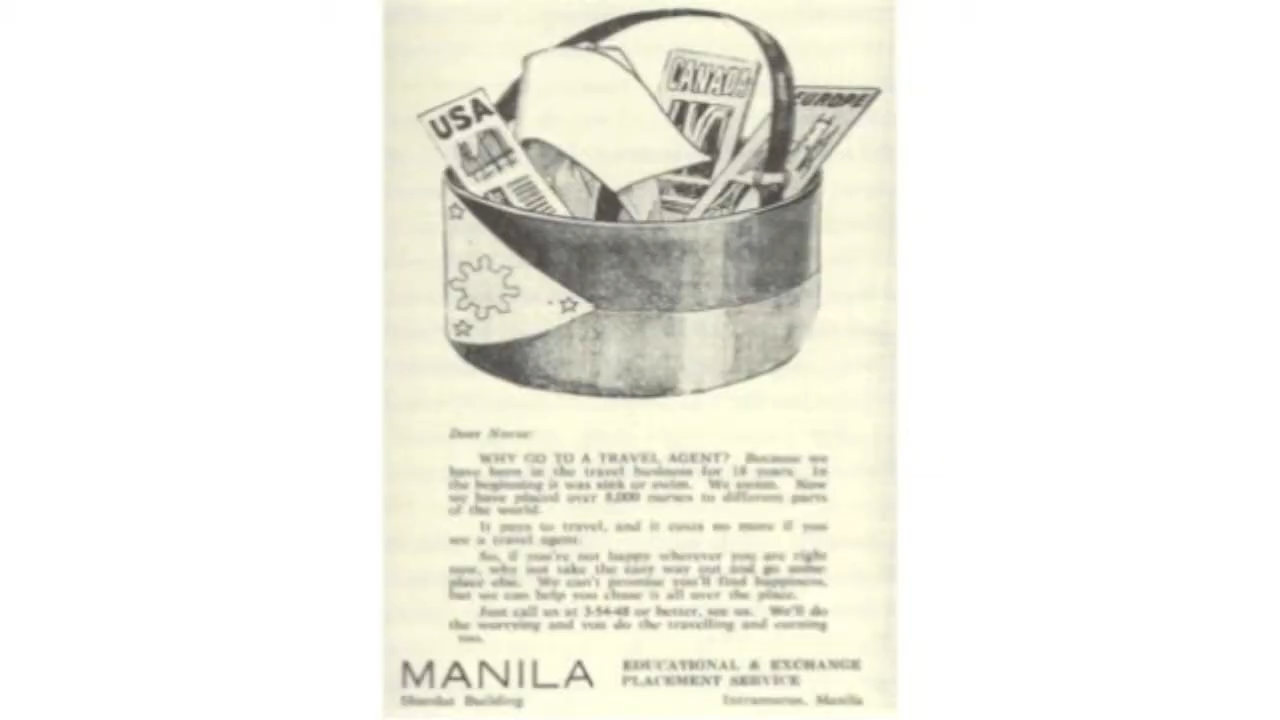 USA
CANADA
EUROPE
Dear Nurse:
WHY GO TO A TRAVEL AGENT? Because we
have been in the travel business for 18 years. In
the beginning it was sink or swim. We swam. Now
we have placed over 8,000 nurses to different parts
of the world.
It pays to travel, and it costs no more if you
see a travel agent.
So, if you're not happy wherever you are right
now, why not take the easy way out and go some-
place else. We can't promise you'll find happiness,
but we can help you chase it all over the place.
Just call us at 3-54-48 or better, see us. We'll do
the worrying and you do the travelling and earning
too.
MANILA
EDUCATIONAL & EXCHANGE
PLACEMENT SERVICE
Building
Intramuros, Manila